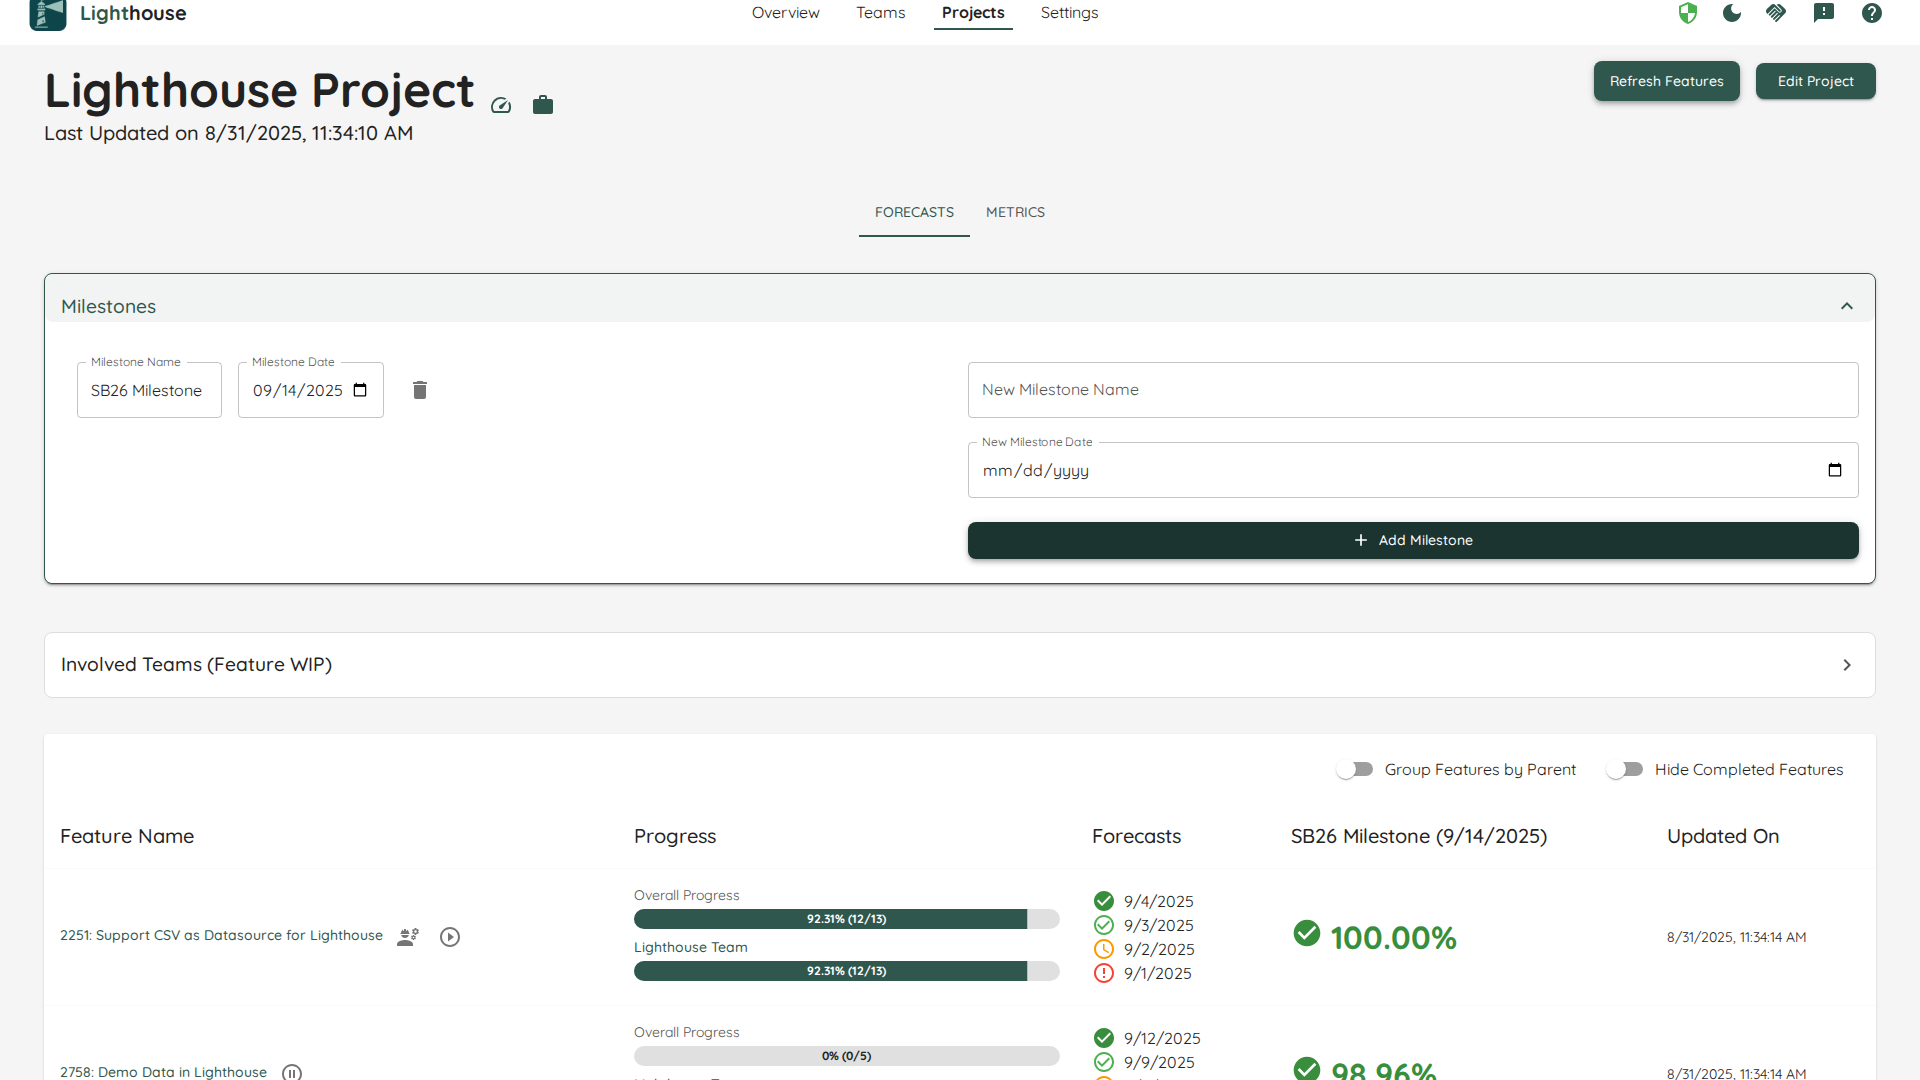 Lighthouse
Overview
Teams
Projects
Settings
Lighthouse Project
Last Updated on 8/31/2025, 11:34:10 AM
Refresh Features
Edit Project
FORECASTS
METRICS
Milestones
Milestone Name
SB26 Milestone
Milestone Date
09/14/2025
New Milestone Name
New Milestone Date
mm/dd/yyyy
Add Milestone
Involved Teams (Feature WIP)
Group Features by Parent
Hide Completed Features
Feature Name
Progress
Forecasts
SB26 Milestone (9/14/2025)
Updated On
2251: Support CSV as Datasource for Lighthouse
Overall Progress
92.31% (12/13)
Lighthouse Team
92.31% (12/13)
9/4/2025
9/3/2025
9/2/2025
9/1/2025
100.00%
8/31/2025, 11:34:14 AM
2758: Demo Data in Lighthouse
Overall Progress
0% (0/5)
9/12/2025
9/9/2025
98.96%
8/31/2025, 11:34:14 AM